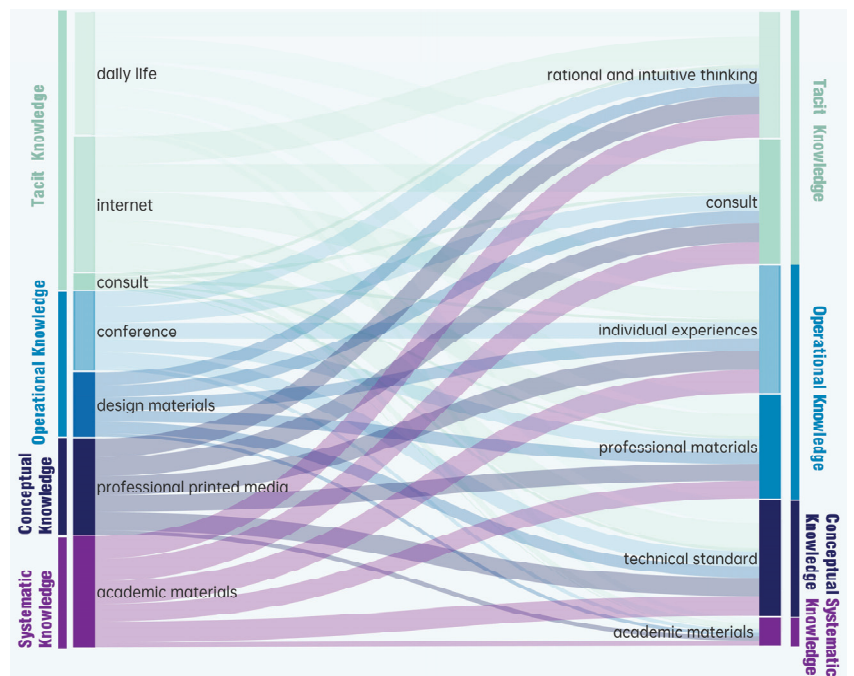 Tacit Knowledge
Operational Knowledge
Conceptual
Knowledge
Systematic
Knowledge
daily life
internet
consult
conference
design materials
professional printed media
academic materials
rational and intuitive thinking
consult
individual experiences
professional materials
technical standard
academic materials
Tacit Knowledge
Operational Knowledge
Conceptual
Knowledge
Systematic
Knowledge